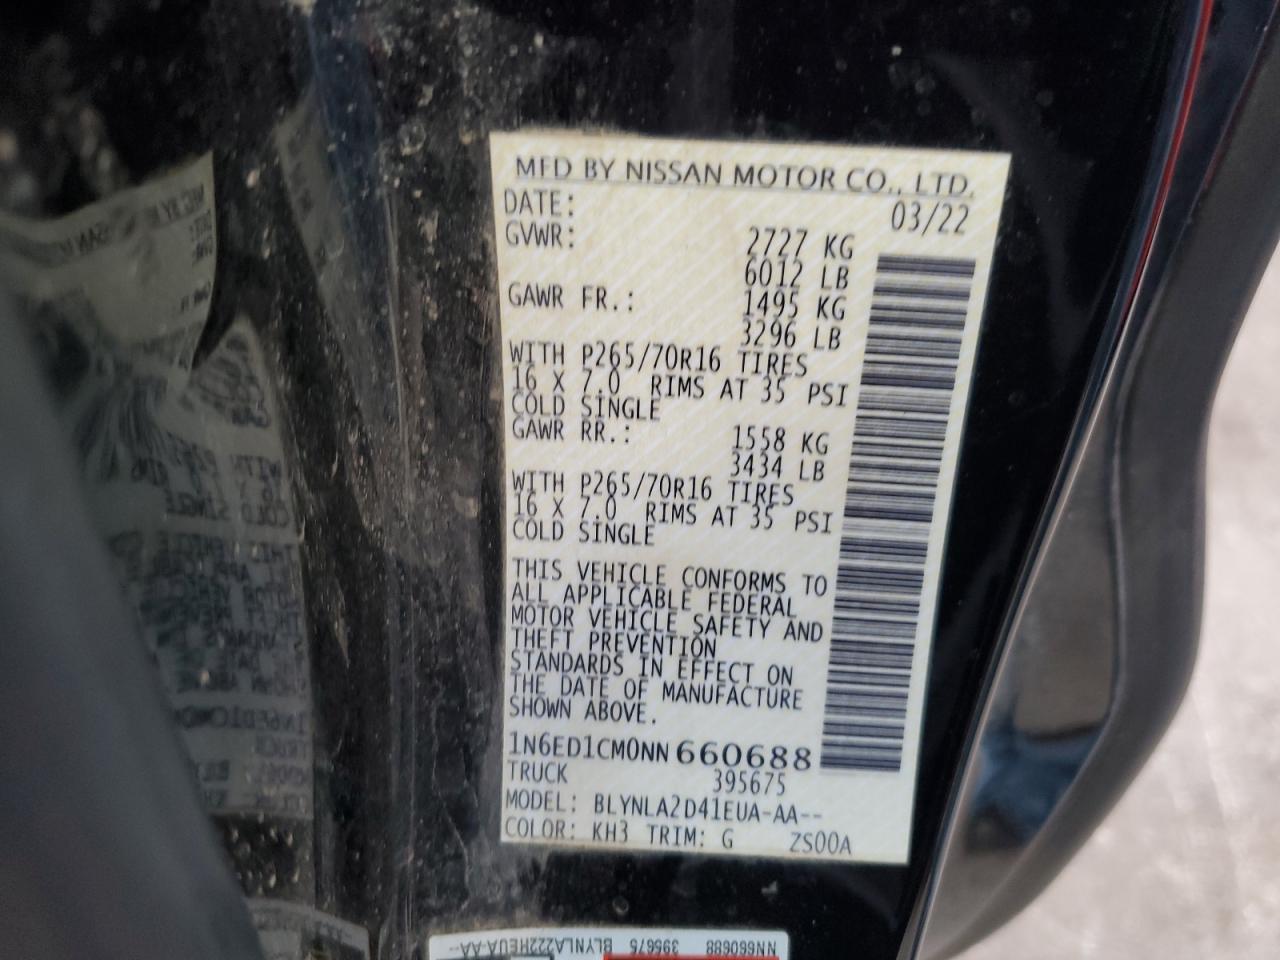 MFD BY NISSAN MOTOR CO., LTD.
DATE: 03/22
GVWR: 2727 KG
6012 LB
GAWR FR.: 1495 KG
3296 LB
WITH P265/70R16 TIRES
16 X 7.0 RIMS AT 35 PSI
COLD SINGLE
GAWR RR.: 1558 KG
3434 LB
WITH P265/70R16 TIRES
16 X 7.0 RIMS AT 35 PSI
COLD SINGLE
THIS VEHICLE CONFORMS TO
ALL APPLICABLE FEDERAL
MOTOR VEHICLE SAFETY AND
THEFT PREVENTION
STANDARDS IN EFFECT ON
THE DATE OF MANUFACTURE
SHOWN ABOVE.
1N6ED1CM0NN660688
TRUCK 395675
MODEL: BLYNLA2D41EUA-AA--
COLOR: KH3 TRIM: G ZS00A
NN660688 395675 BLYNLA222HEUA-AA--